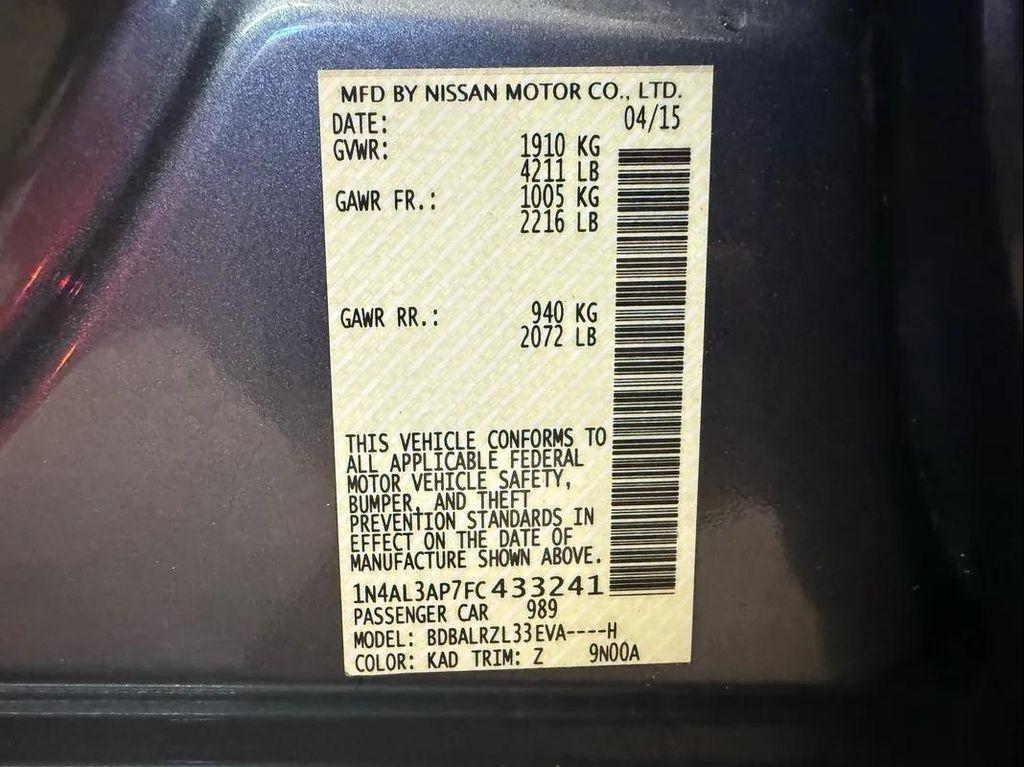 MFD BY NISSAN MOTOR CO., LTD.
DATE: 04/15
GVWR: 1910 KG
4211 LB
GAWR FR.: 1005 KG
2216 LB
GAWR RR.: 940 KG
2072 LB
THIS VEHICLE CONFORMS TO
ALL APPLICABLE FEDERAL
MOTOR VEHICLE SAFETY,
BUMPER, AND THEFT
PREVENTION STANDARDS IN
EFFECT ON THE DATE OF
MANUFACTURE SHOWN ABOVE.
1N4AL3AP7FC433241
PASSENGER CAR 989
MODEL: BDBALRZL33EVA----H
COLOR: KAD TRIM: Z 9N00A